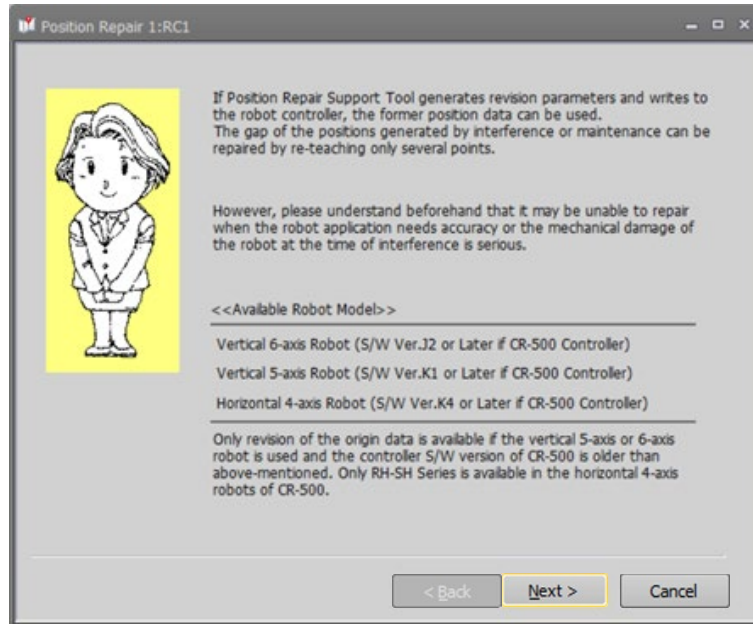 Position Repair 1:RC1
If Position Repair Support Tool generates revision parameters and writes to
the robot controller, the former position data can be used.
The gap of the positions generated by interference or maintenance can be
repaired by re-teaching only several points.
However, please understand beforehand that it may be unable to repair
when the robot application needs accuracy or the mechanical damage of
the robot at the time of interference is serious.
<<Available Robot Model>>
Vertical 6-axis Robot (S/W Ver.J2 or Later if CR-500 Controller)
Vertical 5-axis Robot (S/W Ver.K1 or Later if CR-500 Controller)
Horizontal 4-axis Robot (S/W Ver.K4 or Later if CR-500 Controller)
Only revision of the origin data is available if the vertical 5-axis or 6-axis
robot is used and the controller S/W version of CR-500 is older than
above-mentioned. Only RH-SH Series is available in the horizontal 4-axis
robots of CR-500.
< Back Next > Cancel